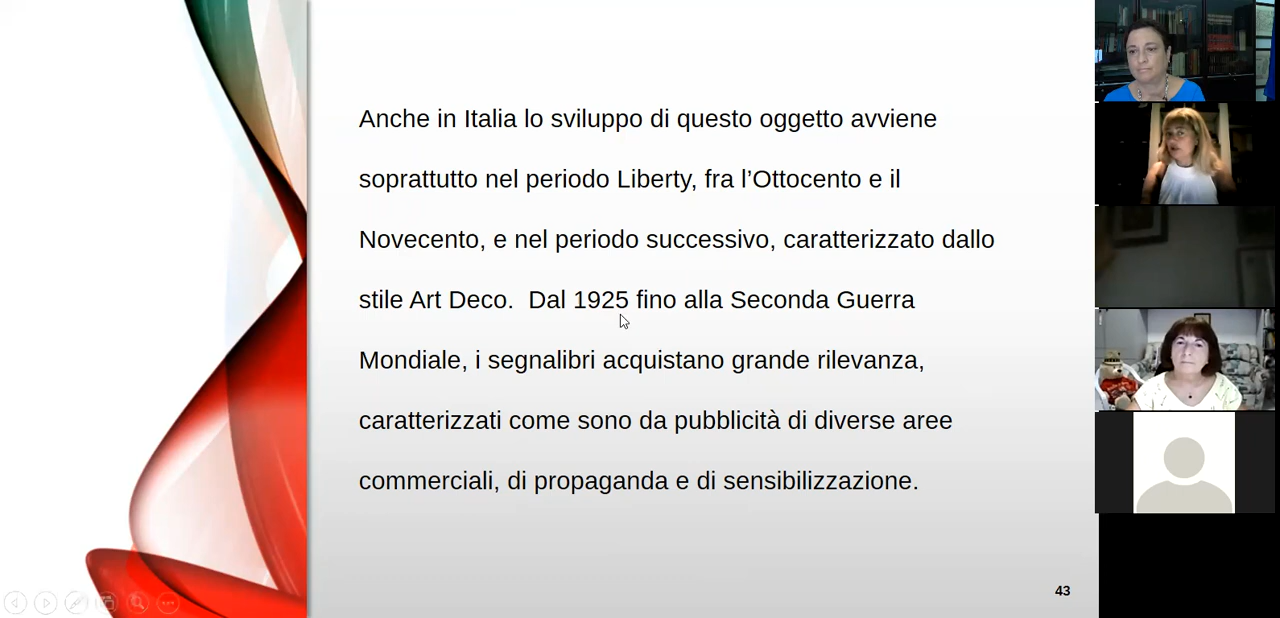 Anche in Italia lo sviluppo di questo oggetto avviene
soprattutto nel periodo Liberty, fra l’Ottocento e il
Novecento, e nel periodo successivo, caratterizzato dallo
stile Art Deco.  Dal 1925 fino alla Seconda Guerra
Mondiale, i segnalibri acquistano grande rilevanza,
caratterizzati come sono da pubblicità di diverse aree
commerciali, di propaganda e di sensibilizzazione.
43